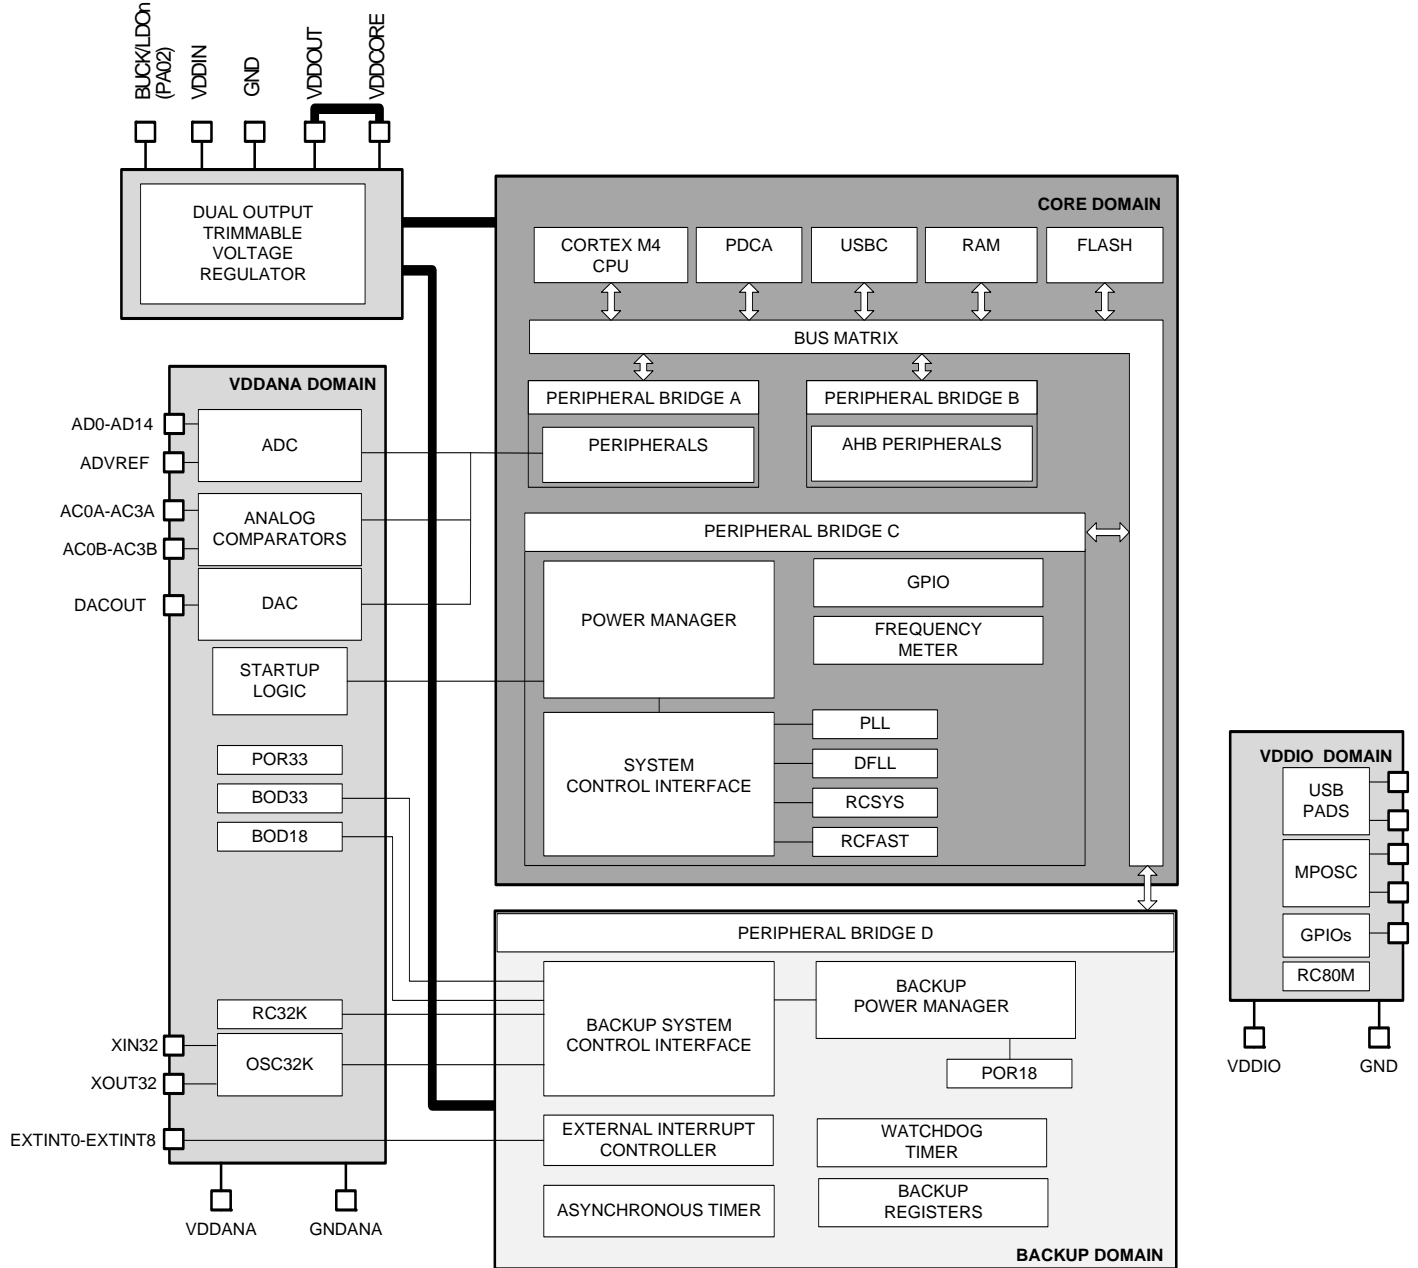 BUCK/LDOn
(PA02)
VDDIN
GND
VDDOUT
VDDCORE
DUAL OUTPUT
TRIMMABLE
VOLTAGE
REGULATOR
CORE DOMAIN
CORTEX M4
CPU
PDCA
USBC
RAM
FLASH
BUS MATRIX
PERIPHERAL BRIDGE A
PERIPHERALS
PERIPHERAL BRIDGE B
AHB PERIPHERALS
PERIPHERAL BRIDGE C
POWER MANAGER
GPIO
FREQUENCY
METER
SYSTEM
CONTROL INTERFACE
PLL
DFLL
RCSYS
RCFAST
VDDANA DOMAIN
AD0-AD14
ADVREF
ADC
AC0A-AC3A
AC0B-AC3B
ANALOG
COMPARATORS
DACOUT
DAC
STARTUP
LOGIC
POR33
BOD33
BOD18
RC32K
XIN32
XOUT32
OSC32K
EXTINT0-EXTINT8
VDDANA
GNDANA
PERIPHERAL BRIDGE D
BACKUP SYSTEM
CONTROL INTERFACE
BACKUP
POWER MANAGER
POR18
EXTERNAL INTERRUPT
CONTROLLER
WATCHDOG
TIMER
ASYNCHRONOUS TIMER
BACKUP
REGISTERS
BACKUP DOMAIN
VDDIO DOMAIN
USB
PADS
MPOSC
GPIOs
RC80M
VDDIO
GND